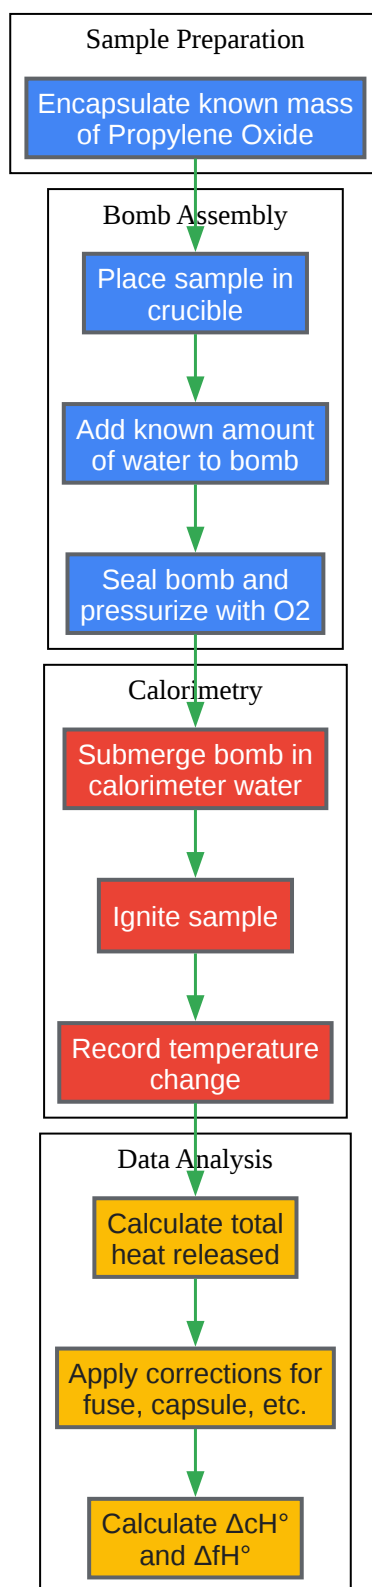 Sample Preparation
Encapsulate known mass
of Propylene Oxide
Bomb Assembly
Place sample in
crucible
Add known amount
of water to bomb
Seal bomb and
pressurize with O2
Calorimetry
Submerge bomb in
calorimeter water
Ignite sample
Record temperature
change
Data Analysis
Calculate total
heat released
Apply corrections for
fuse, capsule, etc.
Calculate ΔcH°
and ΔfH°